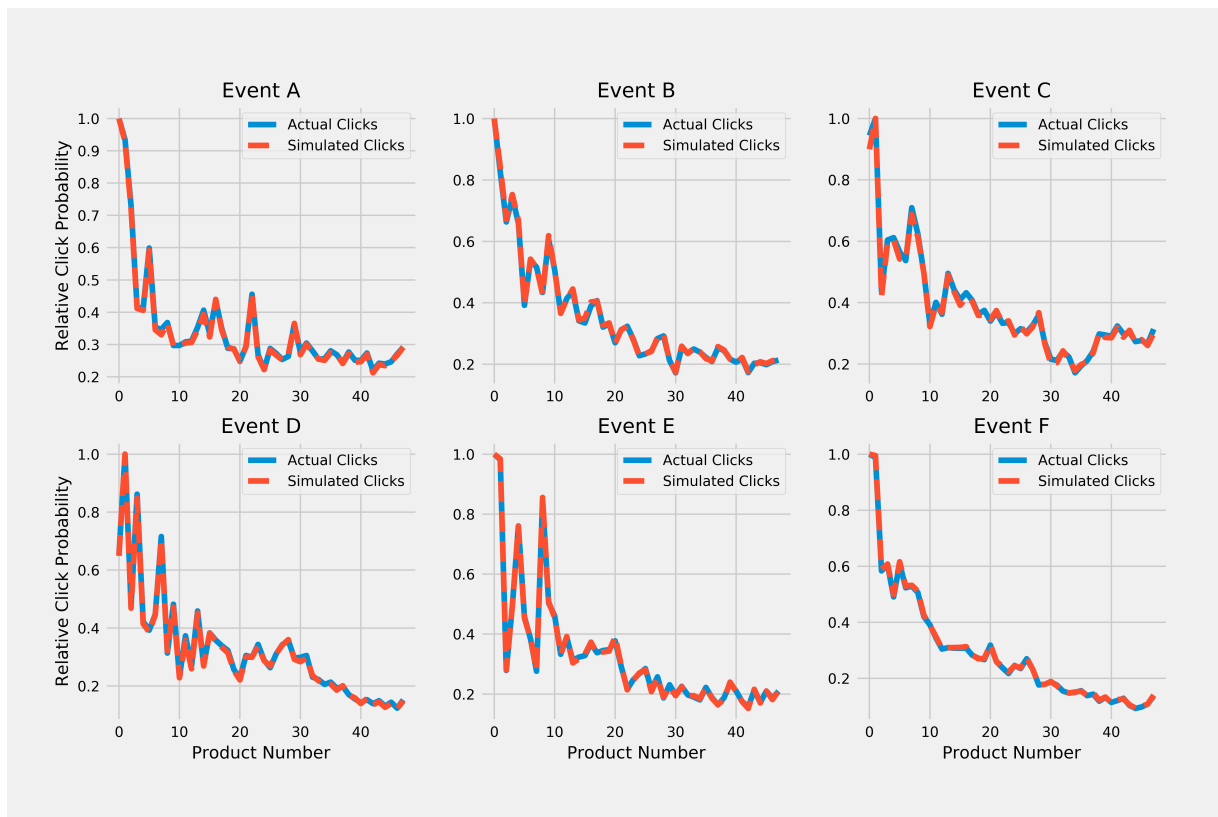 Event A
Event B
Event C
Relative Click Probability
1.0
0.9
0.8
0.7
0.6
0.5
0.4
0.3
0.2
Actual Clicks
Simulated Clicks
0 10 20 30 40
1.0
0.8
0.6
0.4
0.2
Actual Clicks
Simulated Clicks
0 10 20 30 40
1.0
0.8
0.6
0.4
0.2
Actual Clicks
Simulated Clicks
0 10 20 30 40
Event D
Event E
Event F
Relative Click Probability
1.0
0.8
0.6
0.4
0.2
Actual Clicks
Simulated Clicks
0 10 20 30 40
Product Number
1.0
0.8
0.6
0.4
0.2
Actual Clicks
Simulated Clicks
0 10 20 30 40
Product Number
1.0
0.8
0.6
0.4
0.2
Actual Clicks
Simulated Clicks
0 10 20 30 40
Product Number